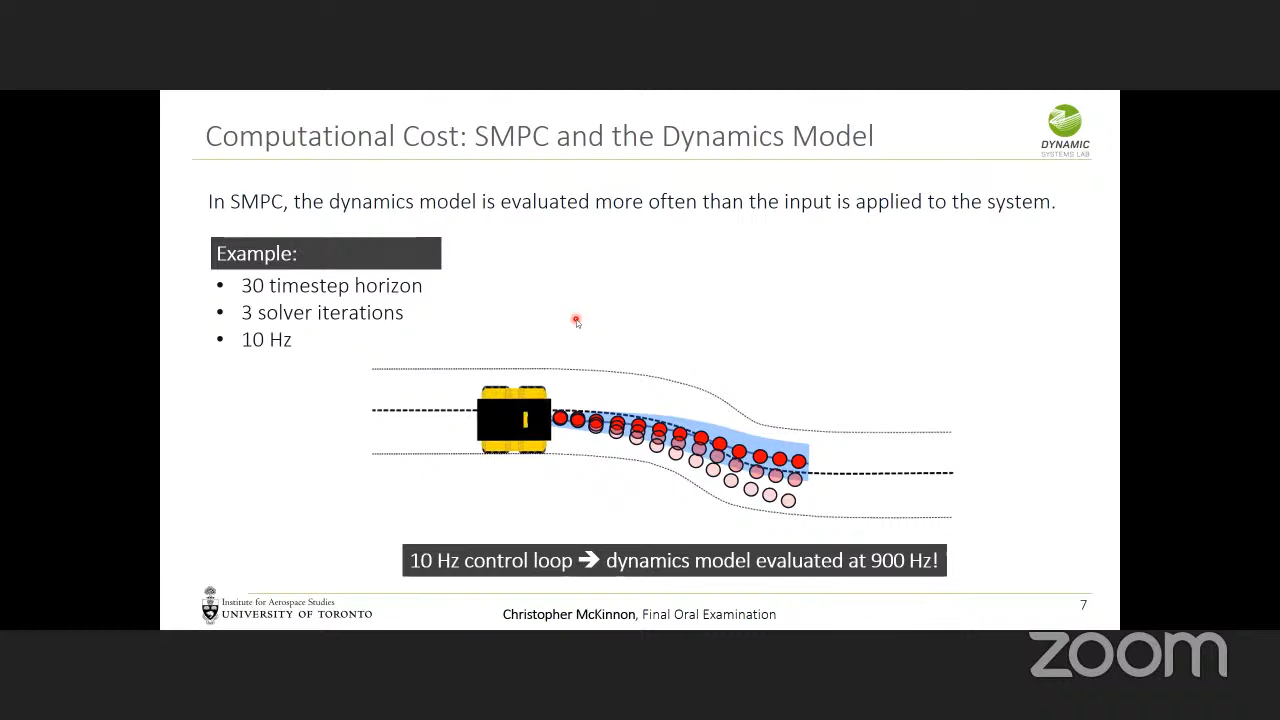 Computational Cost: SMPC and the Dynamics Model
DYNAMIC
SYSTEMS LAB
In SMPC, the dynamics model is evaluated more often than the input is applied to the system.
Example:
• 30 timestep horizon
• 3 solver iterations
• 10 Hz
10 Hz control loop ➔ dynamics model evaluated at 900 Hz!
Institute for Aerospace Studies
UNIVERSITY OF TORONTO
Christopher McKinnon, Final Oral Examination
7
zoom